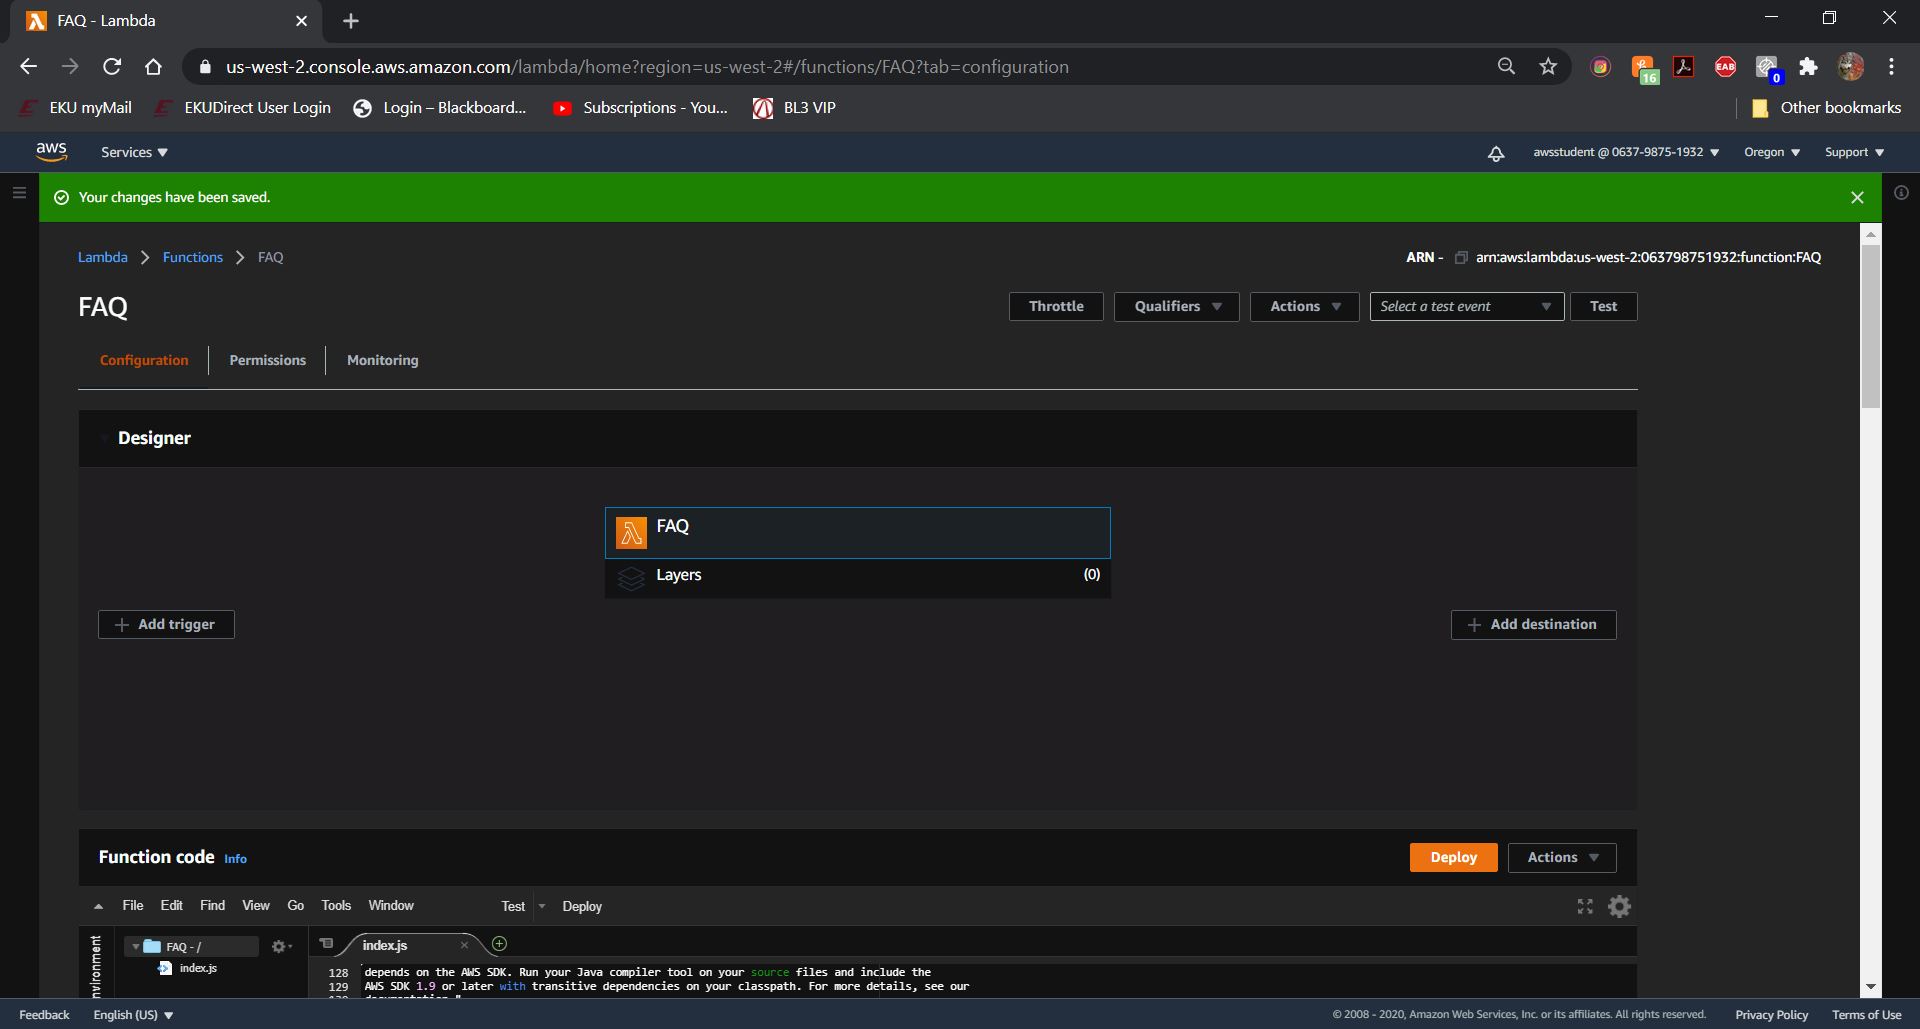 FAQ - Lambda
us-west-2.console.aws.amazon.com/lambda/home?region=us-west-2#/functions/FAQ?tab=configuration
EAB
16
0
EKU myMail
EKUDirect User Login
Login – Blackboard...
Subscriptions - You...
BL3 VIP
Other bookmarks
aws
Services
awsstudent @ 0637-9875-1932
Oregon
Support
Your changes have been saved.
Lambda
Functions
FAQ
ARN - arn:aws:lambda:us-west-2:063798751932:function:FAQ
FAQ
Throttle
Qualifiers
Actions
Select a test event
Test
Configuration
Permissions
Monitoring
Designer
FAQ
Layers
(0)
Add trigger
Add destination
Function code Info
Deploy
Actions
File
Edit
Find
View
Go
Tools
Window
Test
Deploy
FAQ - /
index.js
index.js
128 depends on the AWS SDK. Run your Java compiler tool on your source files and include the
129 AWS SDK 1.9 or later with transitive dependencies on your classpath. For more details, see our
Feedback
English (US)
© 2008 - 2020, Amazon Web Services, Inc. or its affiliates. All rights reserved.
Privacy Policy
Terms of Use